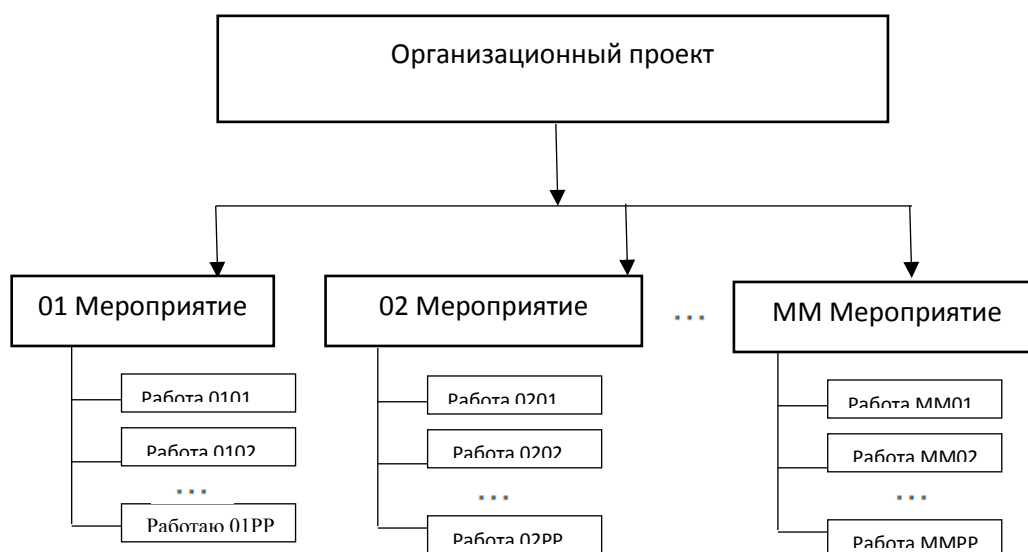 Организационный проект
01 Мероприятие
02 Мероприятие
...
ММ Мероприятие
Работа 0101
Работа 0102
...
Работаю 01РР
Работа 0201
Работа 0202
...
Работа 02РР
Работа ММ01
Работа ММ02
...
Работа ММРР